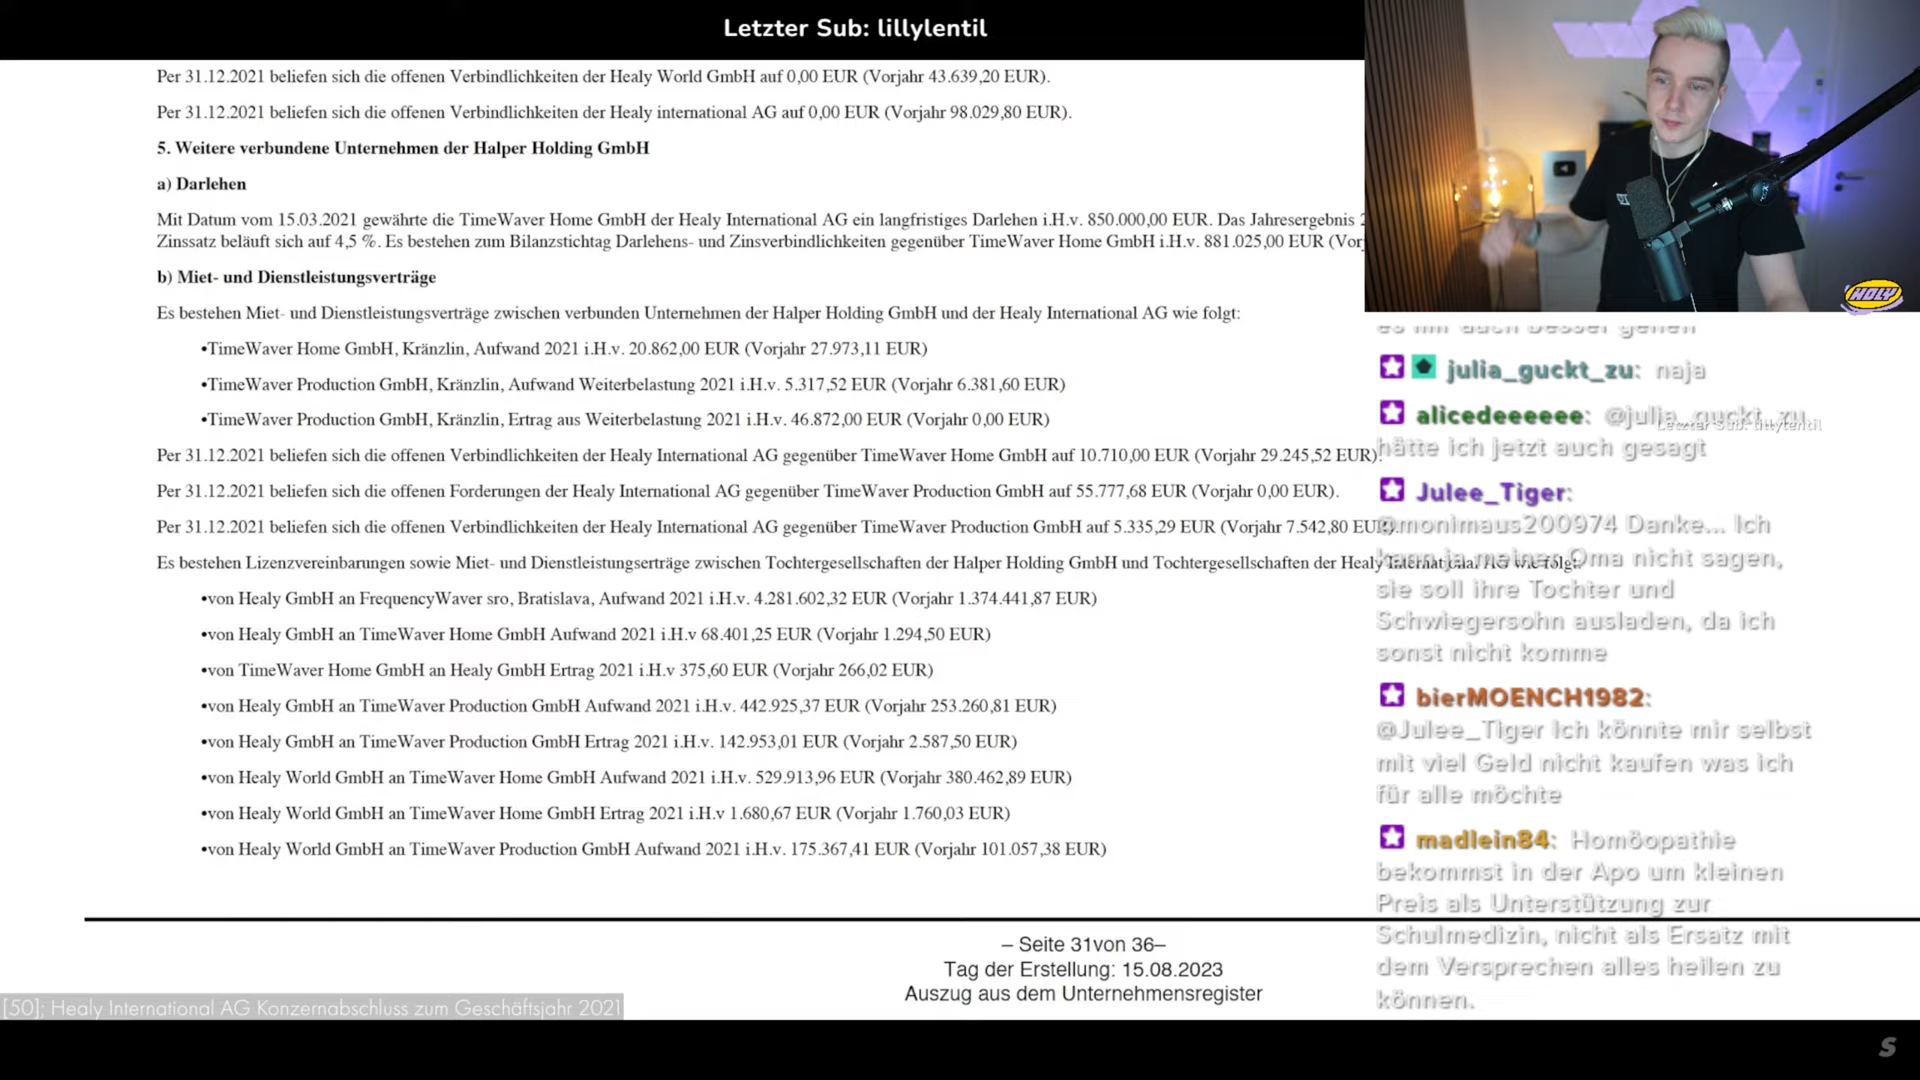 Letzter Sub: lillylentil
Per 31.12.2021 beliefen sich die offenen Verbindlichkeiten der Healy World GmbH auf 0,00 EUR (Vorjahr 43.639,20 EUR).
Per 31.12.2021 beliefen sich die offenen Verbindlichkeiten der Healy international AG auf 0,00 EUR (Vorjahr 98.029,80 EUR).
5. Weitere verbundene Unternehmen der Halper Holding GmbH
a) Darlehen
Mit Datum vom 15.03.2021 gewährte die TimeWaver Home GmbH der Healy International AG ein langfristiges Darlehen i.H.v. 850.000,00 EUR. Das Jahresergebnis 2
Zinssatz beläuft sich auf 4,5 %. Es bestehen zum Bilanzstichtag Darlehens- und Zinsverbindlichkeiten gegenüber TimeWaver Home GmbH i.H.v. 881.025,00 EUR (Vor
b) Miet- und Dienstleistungsverträge
Es bestehen Miet- und Dienstleistungsverträge zwischen verbunden Unternehmen der Halper Holding GmbH und der Healy International AG wie folgt:
•TimeWaver Home GmbH, Kränzlin, Aufwand 2021 i.H.v. 20.862,00 EUR (Vorjahr 27.973,11 EUR)
•TimeWaver Production GmbH, Kränzlin, Aufwand Weiterbelastung 2021 i.H.v. 5.317,52 EUR (Vorjahr 6.381,60 EUR)
•TimeWaver Production GmbH, Kränzlin, Ertrag aus Weiterbelastung 2021 i.H.v. 46.872,00 EUR (Vorjahr 0,00 EUR)
Per 31.12.2021 beliefen sich die offenen Verbindlichkeiten der Healy International AG gegenüber TimeWaver Home GmbH auf 10.710,00 EUR (Vorjahr 29.245,52 EUR).
Per 31.12.2021 beliefen sich die offenen Forderungen der Healy International AG gegenüber TimeWaver Production GmbH auf 55.777,68 EUR (Vorjahr 0,00 EUR).
Per 31.12.2021 beliefen sich die offenen Verbindlichkeiten der Healy International AG gegenüber TimeWaver Production GmbH auf 5.335,29 EUR (Vorjahr 7.542,80 EUR).
Es bestehen Lizenzvereinbarungen sowie Miet- und Dienstleistungserträge zwischen Tochtergesellschaften der Halper Holding GmbH und Tochtergesellschaften der Healy International AG wie folgt:
•von Healy GmbH an FrequencyWaver sro, Bratislava, Aufwand 2021 i.H.v. 4.281.602,32 EUR (Vorjahr 1.374.441,87 EUR)
•von Healy GmbH an TimeWaver Home GmbH Aufwand 2021 i.H.v 68.401,25 EUR (Vorjahr 1.294,50 EUR)
•von TimeWaver Home GmbH an Healy GmbH Ertrag 2021 i.H.v 375,60 EUR (Vorjahr 266,02 EUR)
•von Healy GmbH an TimeWaver Production GmbH Aufwand 2021 i.H.v. 442.925,37 EUR (Vorjahr 253.260,81 EUR)
•von Healy GmbH an TimeWaver Production GmbH Ertrag 2021 i.H.v. 142.953,01 EUR (Vorjahr 2.587,50 EUR)
•von Healy World GmbH an TimeWaver Home GmbH Aufwand 2021 i.H.v. 529.913,96 EUR (Vorjahr 380.462,89 EUR)
•von Healy World GmbH an TimeWaver Home GmbH Ertrag 2021 i.H.v 1.680,67 EUR (Vorjahr 1.760,03 EUR)
•von Healy World GmbH an TimeWaver Production GmbH Aufwand 2021 i.H.v. 175.367,41 EUR (Vorjahr 101.057,38 EUR)
– Seite 31von 36–
Tag der Erstellung: 15.08.2023
Auszug aus dem Unternehmensregister
[50]: Healy International AG Konzernabschluss zum Geschäftsjahr 2021
HOLY
es mir auch besser gehen
julia_guckt_zu: naja
alicedeeeeee: @julia_guckt_zu
Letzter Sub: lillylentil
hätte ich jetzt auch gesagt
Julee_Tiger:
@monimaus200974 Danke... Ich
kann ja meiner Oma nicht sagen,
sie soll ihre Tochter und
Schwiegersohn ausladen, da ich
sonst nicht komme
bierMOENCH1982:
@Julee_Tiger Ich könnte mir selbst
mit viel Geld nicht kaufen was ich
für alle möchte
madlein84: Homöopathie
bekommst in der Apo um kleinen
Preis als Unterstützung zur
Schulmedizin, nicht als Ersatz mit
dem Versprechen alles heilen zu
können.
S